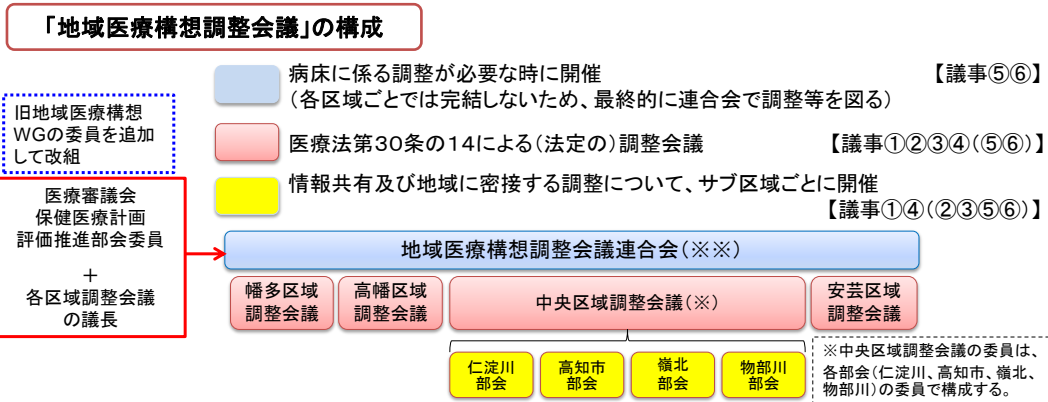 「地域医療構想調整会議」の構成
病床に係る調整が必要な時に開催 【議事⑤⑥】
(各区域ごとでは完結しないため、最終的に連合会で調整等を図る)
旧地域医療構想
WGの委員を追加
して改組
医療法第30条の14による(法定の)調整会議 【議事①②③④(⑤⑥)】
情報共有及び地域に密接する調整について、サブ区域ごとに開催
【議事①④(②③⑤⑥)】
医療審議会
保健医療計画
評価推進部会委員
+
各区域調整会議
の議長
地域医療構想調整会議連合会(※※)
幡多区域
調整会議
高幡区域
調整会議
中央区域調整会議(※)
安芸区域
調整会議
仁淀川
部会
高知市
部会
嶺北
部会
物部川
部会
※中央区域調整会議の委員は、
各部会(仁淀川、高知市、嶺北、
物部川)の委員で構成する。